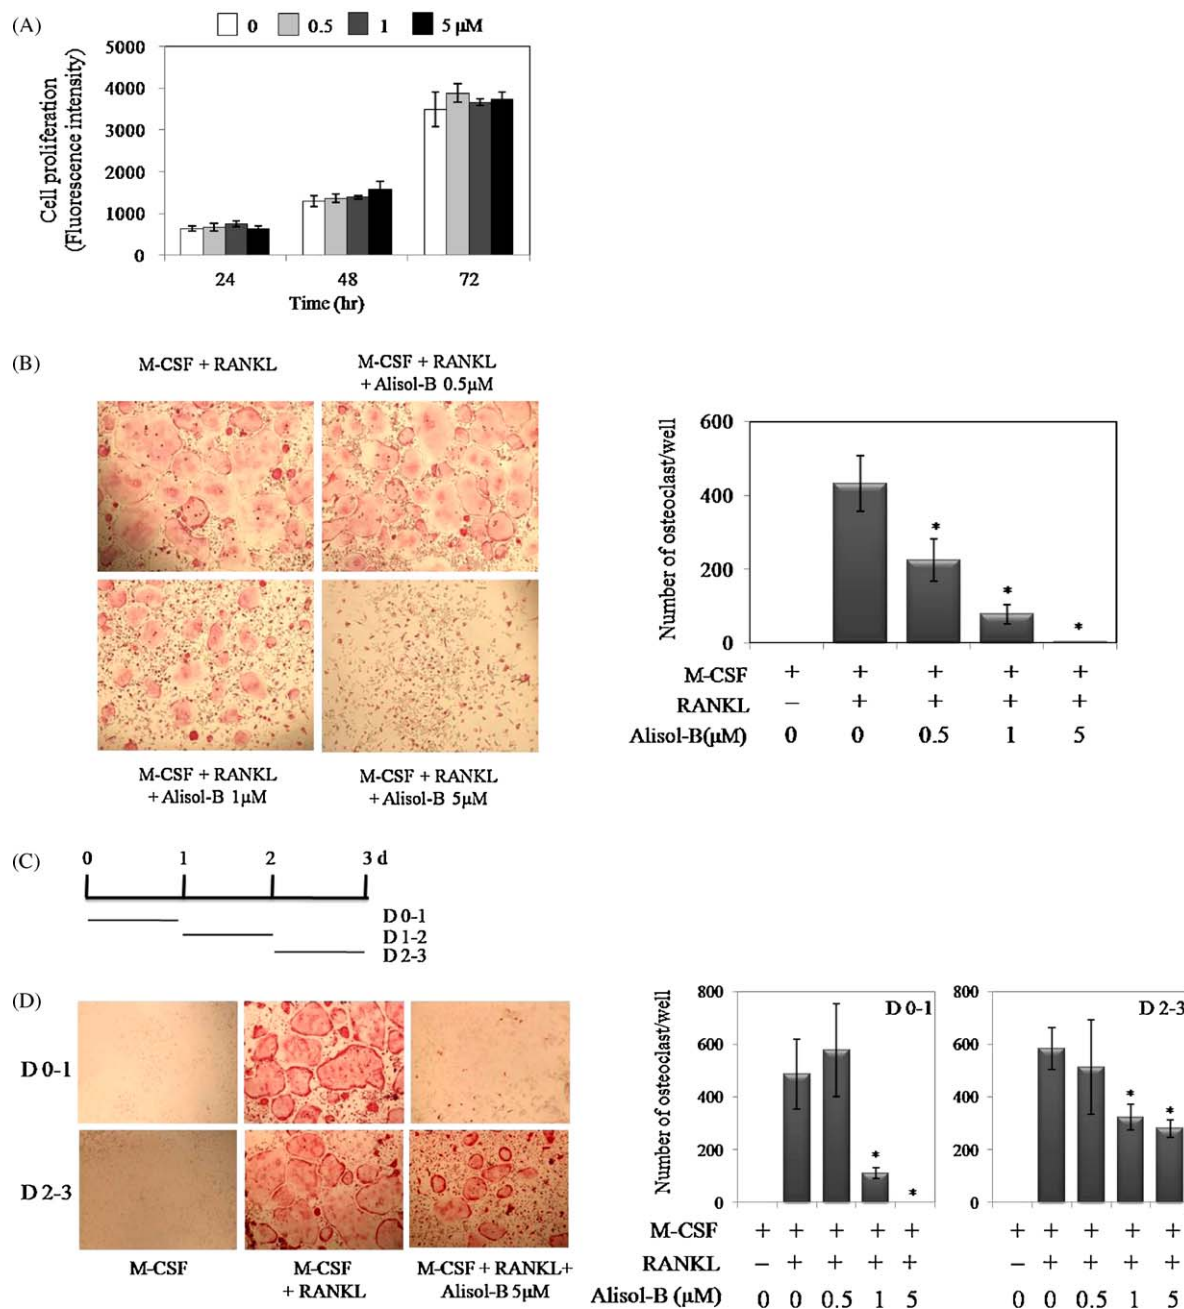 (A)
0 0.5 1 5 μM
Cell proliferation
(Fluorescence intensity)
5000
4000
3000
2000
1000
0
24 48 72
Time (hr)
(B)
M-CSF + RANKL
M-CSF + RANKL
+ Alisol-B 0.5μM
M-CSF + RANKL
+ Alisol-B 1μM
M-CSF + RANKL
+ Alisol-B 5μM
Number of osteoclast/well
600
400
200
0
* * *
M-CSF + + + + +
RANKL − + + + +
Alisol-B(μM) 0 0 0.5 1 5
(C)
0 1 2 3 d
D 0-1
D 1-2
D 2-3
(D)
D 0-1
D 2-3
M-CSF
M-CSF
+ RANKL
M-CSF + RANKL+
Alisol-B 5μM
Number of osteoclast/well
800
600
400
200
0
D 0-1
* *
800
600
400
200
0
D 2-3
* *
M-CSF + + + + + + + + + +
RANKL − + + + + − + + + +
Alisol-B (μM) 0 0 0.5 1 5 0 0 0.5 1 5